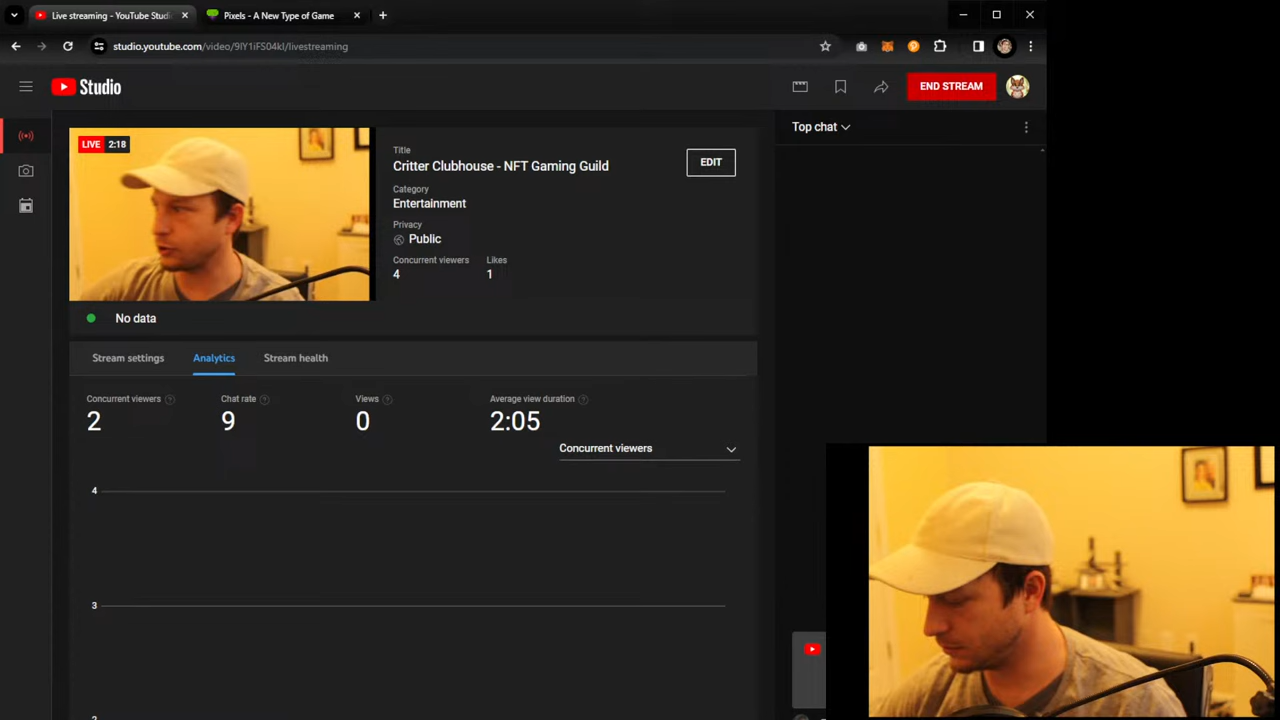 Live streaming - YouTube Studi
Pixels - A New Type of Game
studio.youtube.com/video/9lY1iFS04kI/livestreaming
Studio
END STREAM
LIVE 2:18
Title
Critter Clubhouse - NFT Gaming Guild
EDIT
Category
Entertainment
Privacy
Public
Concurrent viewers
Likes
4
1
No data
Top chat
Stream settings
Analytics
Stream health
Concurrent viewers
Chat rate
Views
Average view duration
2
9
0
2:05
Concurrent viewers
4
3
2